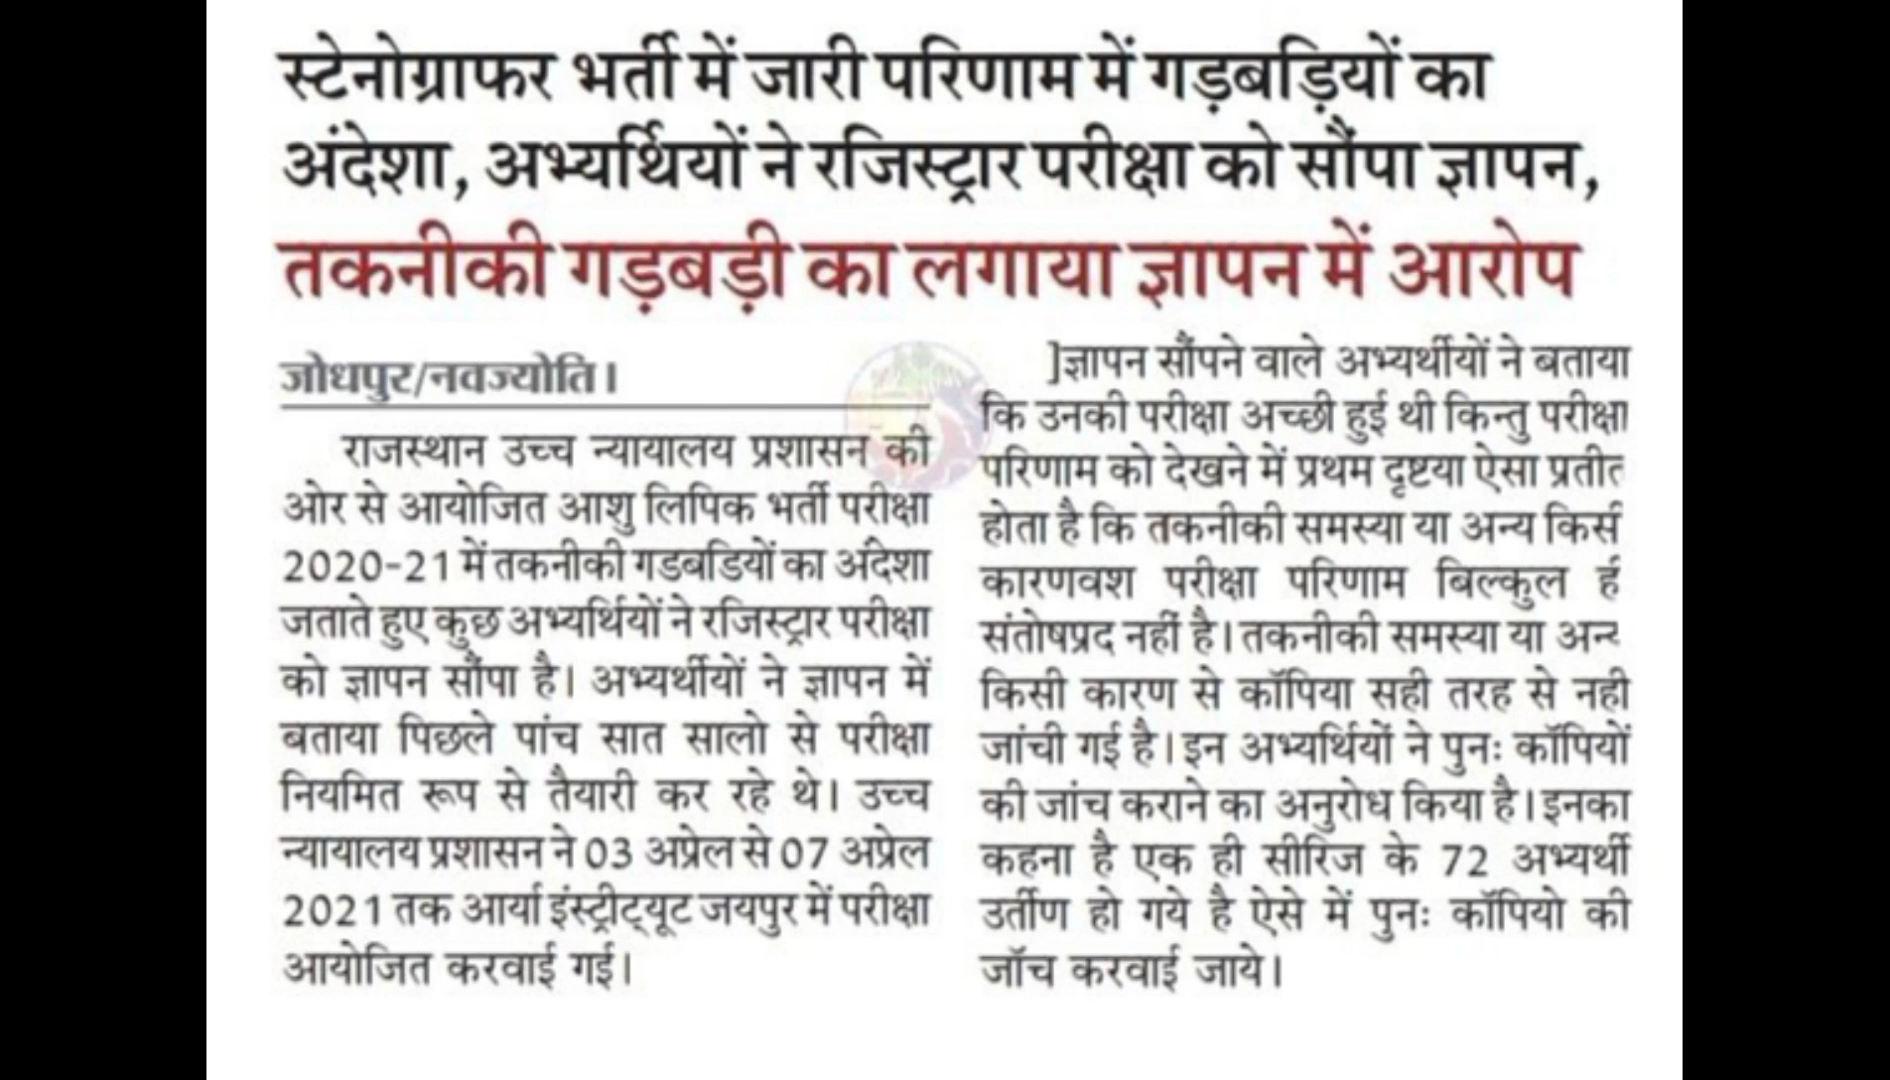 स्टेनोग्राफर भर्ती में जारी परिणाम में गड़बड़ियों का
अंदेशा, अभ्यर्थियों ने रजिस्ट्रार परीक्षा को सौंपा ज्ञापन,
तकनीकी गड़बड़ी का लगाया ज्ञापन में आरोप
जोधपुर/नवज्योति।
राजस्थान उच्च न्यायालय प्रशासन की
ओर से आयोजित आशु लिपिक भर्ती परीक्षा
2020-21 में तकनीकी गडबडियों का अंदेशा
जताते हुए कुछ अभ्यर्थियों ने रजिस्ट्रार परीक्षा
को ज्ञापन सौंपा है। अभ्यर्थीयों ने ज्ञापन में
बताया पिछले पांच सात सालो से परीक्षा
नियमित रूप से तैयारी कर रहे थे। उच्च
न्यायालय प्रशासन ने 03 अप्रेल से 07 अप्रेल
2021 तक आर्या इंस्ट्रीट्यूट जयपुर में परीक्षा
आयोजित करवाई गई।
]ज्ञापन सौंपने वाले अभ्यर्थीयों ने बताया
कि उनकी परीक्षा अच्छी हुई थी किन्तु परीक्षा
परिणाम को देखने में प्रथम दृष्टया ऐसा प्रतीत
होता है कि तकनीकी समस्या या अन्य
कारणवश परीक्षा परिणाम बिल्कुल
संतोषप्रद नहीं है। तकनीकी समस्या या
किसी कारण से कॉपिया सही तरह से नही
जांची गई है। इन अभ्यर्थियों ने पुनः कॉपियों
की जांच कराने का अनुरोध किया है। इनका
कहना है एक ही सीरिज के 72 अभ्यर्थी
उर्तीण हो गये है ऐसे में पुनः कॉपियो की
जॉच करवाई जाये।